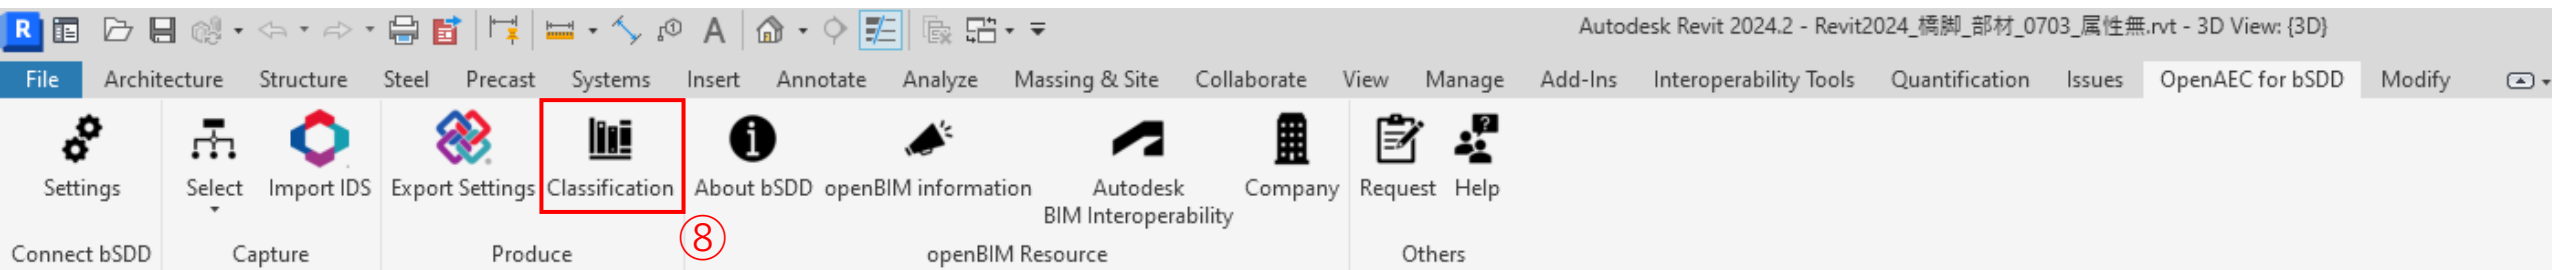 R
Autodesk Revit 2024.2 - Revit2024_橋脚_部材_0703_属性無.rvt - 3D View: {3D}
File Architecture Structure Steel Precast Systems Insert Annotate Analyze Massing & Site Collaborate View Manage Add-Ins Interoperability Tools Quantification Issues OpenAEC for bSDD Modify
Settings Select Import IDS Export Settings Classification About bSDD openBIM information Autodesk Company Request Help
BIM Interoperability
⑧
Connect bSDD Capture Produce openBIM Resource Others